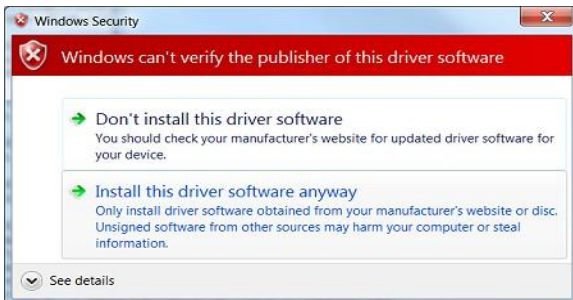 Windows Security
Windows can't verify the publisher of this driver software
Don't install this driver software
You should check your manufacturer's website for updated driver software for
your device.
Install this driver software anyway
Only install driver software obtained from your manufacturer's website or disc.
Unsigned software from other sources may harm your computer or steal
information.
See details